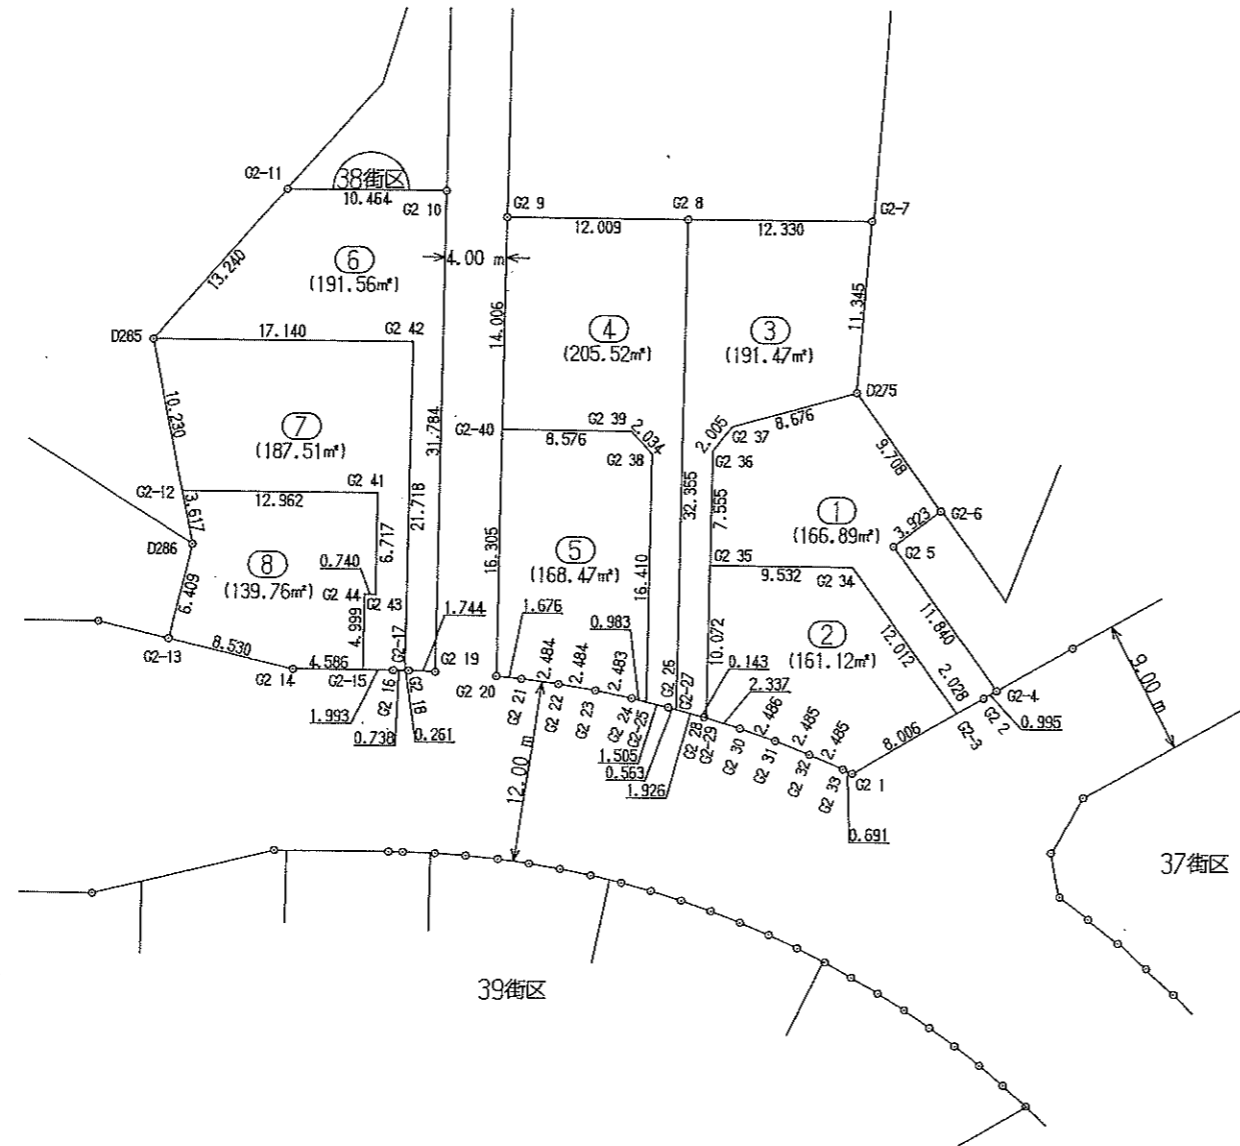 G2-11
38街区
10.464
G2 10
G2 9
G2 8
G2-7
12.009
12.330
13.240
6
(191.56㎡)
4.00 m
14.006
11.345
D265
17.140
G2 42
4
(205.52㎡)
3
(191.47㎡)
10.230
31.784
G2-40
8.576
G2 39
2.034
G2 38
2.005
G2 37
8.676
D275
G2 36
7
(187.51㎡)
9.708
G2-12
12.962
G2 41
3.617
21.718
32.355
7.555
1
(166.89㎡)
3.923
G2-6
G2 5
D286
6.717
16.305
5
(168.47㎡)
16.410
G2 35
9.532
G2 34
8
(139.76㎡)
0.740
G2 44
G2 43
6.409
4.999
G2-17
1.744
1.676
0.983
10.072
2
(161.12㎡)
12.012
11.840
G2-13
8.530
G2 14
4.586
G2-15
G2 16
G2 18
G2 19
G2 20
2.484
2.484
2.483
G2 26
G2-27
0.143
2.337
2.028
G2-4
G2 2
G2-3
0.995
9.00 m
1.993
0.738
0.261
G2 21
G2 22
G2 23
G2 24
G2-25
G2 28
G2-29
G2 30
G2 31
G2 32
G2 33
2.486
2.485
2.485
8.006
G2 1
0.691
12.00 m
1.505
0.563
1.926
37街区
39街区